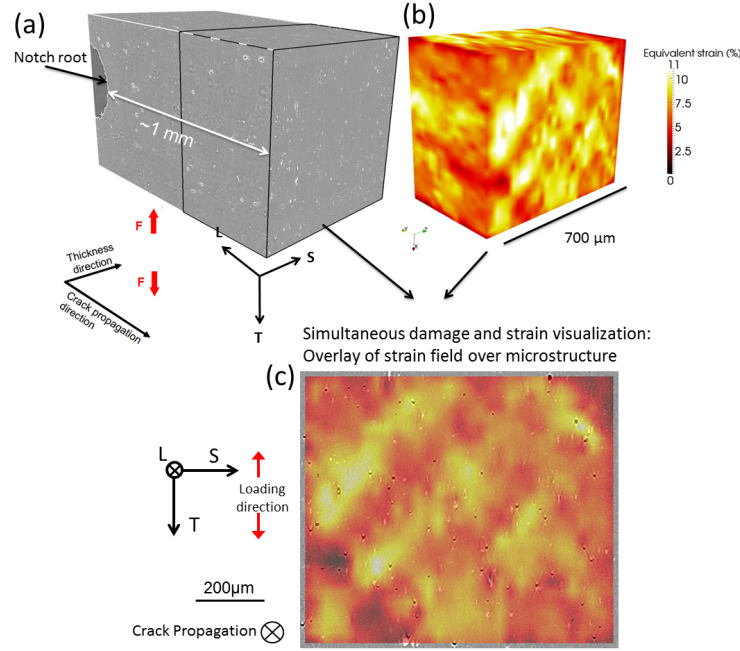 (a)
Notch root
~1 mm
F
F
Thickness
direction
Crack propagation
direction
L
S
T
(b)
Equivalent strain (%)
11
10
7.5
5
2.5
0
700 µm
Simultaneous damage and strain visualization:
Overlay of strain field over microstructure
(c)
L
S
T
Loading
direction
200µm
Crack Propagation